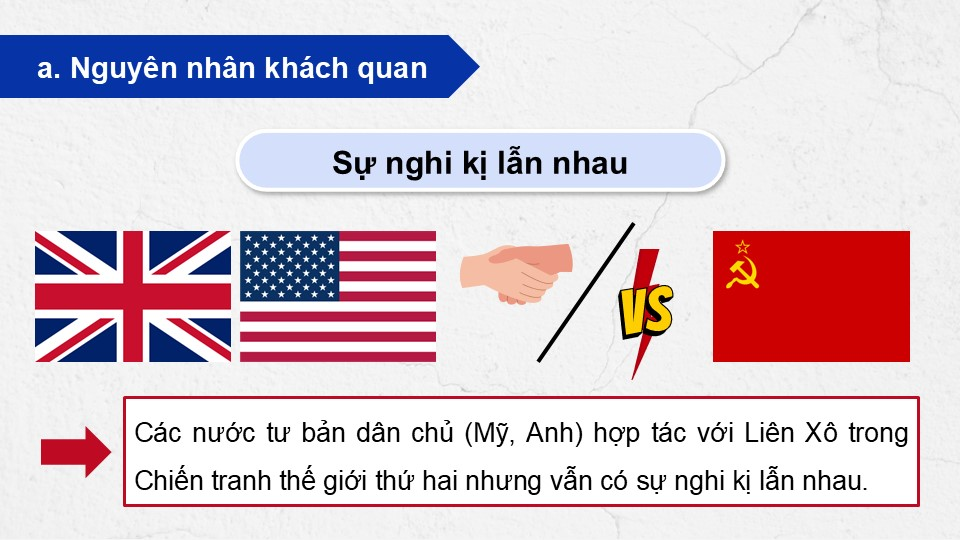 a. Nguyên nhân khách quan
Sự nghi kị lẫn nhau
VS
Các nước tư bản dân chủ (Mỹ, Anh) hợp tác với Liên Xô trong
Chiến tranh thế giới thứ hai nhưng vẫn có sự nghi kị lẫn nhau.